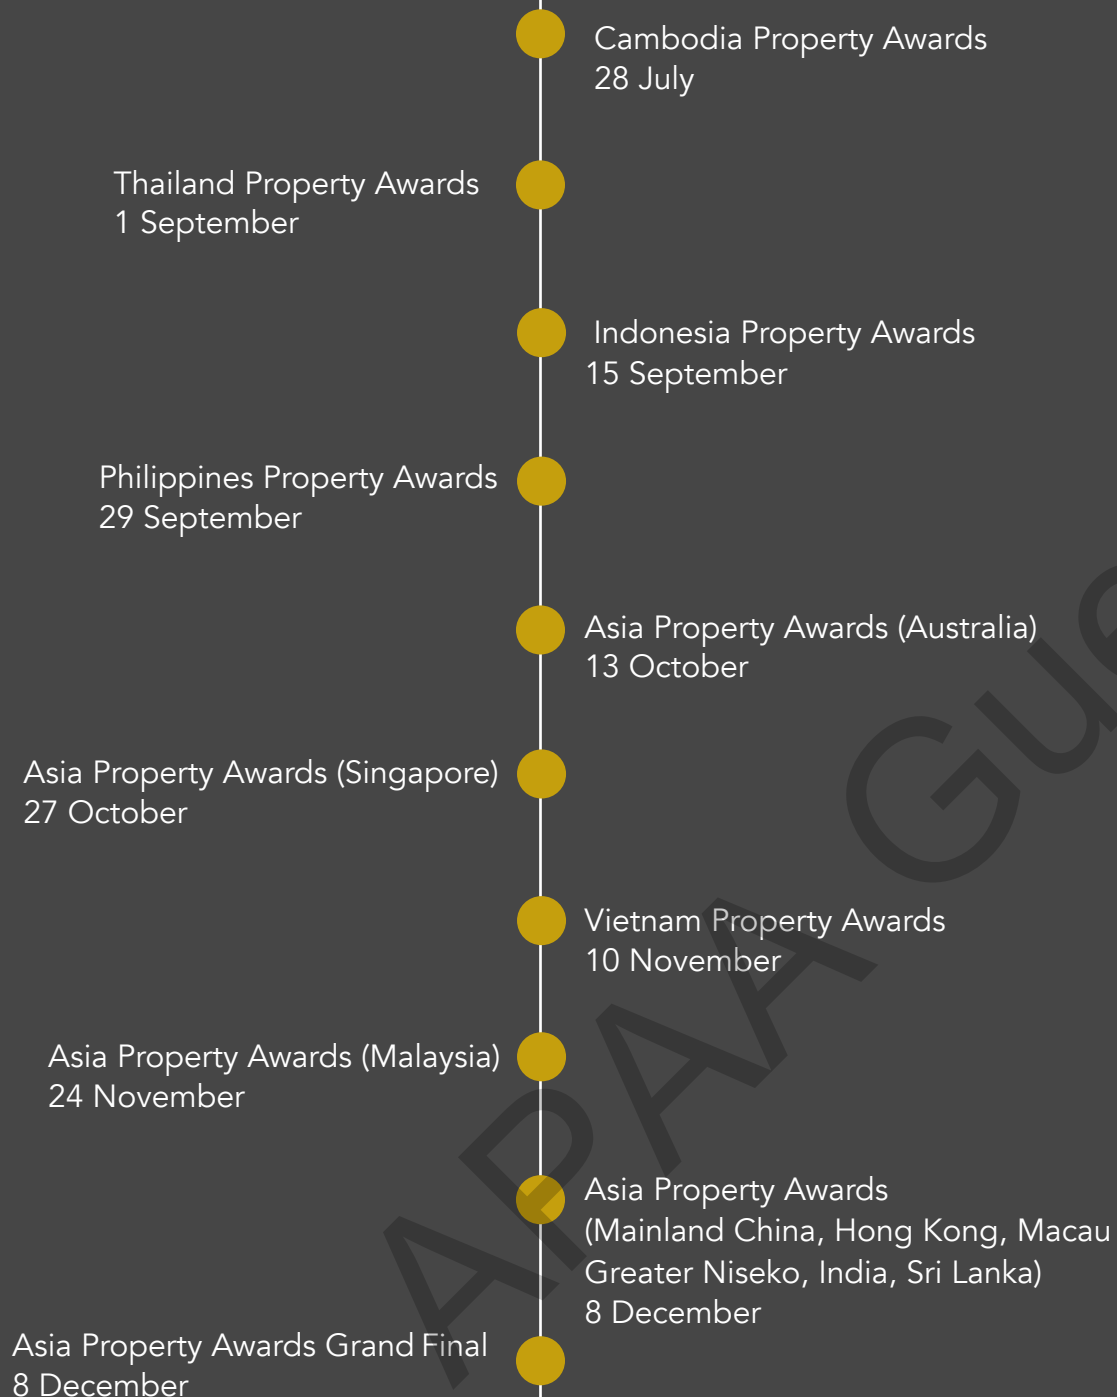 Cambodia Property Awards
28 July
Thailand Property Awards
1 September
Indonesia Property Awards
15 September
Philippines Property Awards
29 September
Asia Property Awards (Australia)
13 October
Asia Property Awards (Singapore)
27 October
Vietnam Property Awards
10 November
Asia Property Awards (Malaysia)
24 November
Asia Property Awards
(Mainland China, Hong Kong, Macau
Greater Niseko, India, Sri Lanka)
8 December
Asia Property Awards Grand Final
8 December
APAA Gue